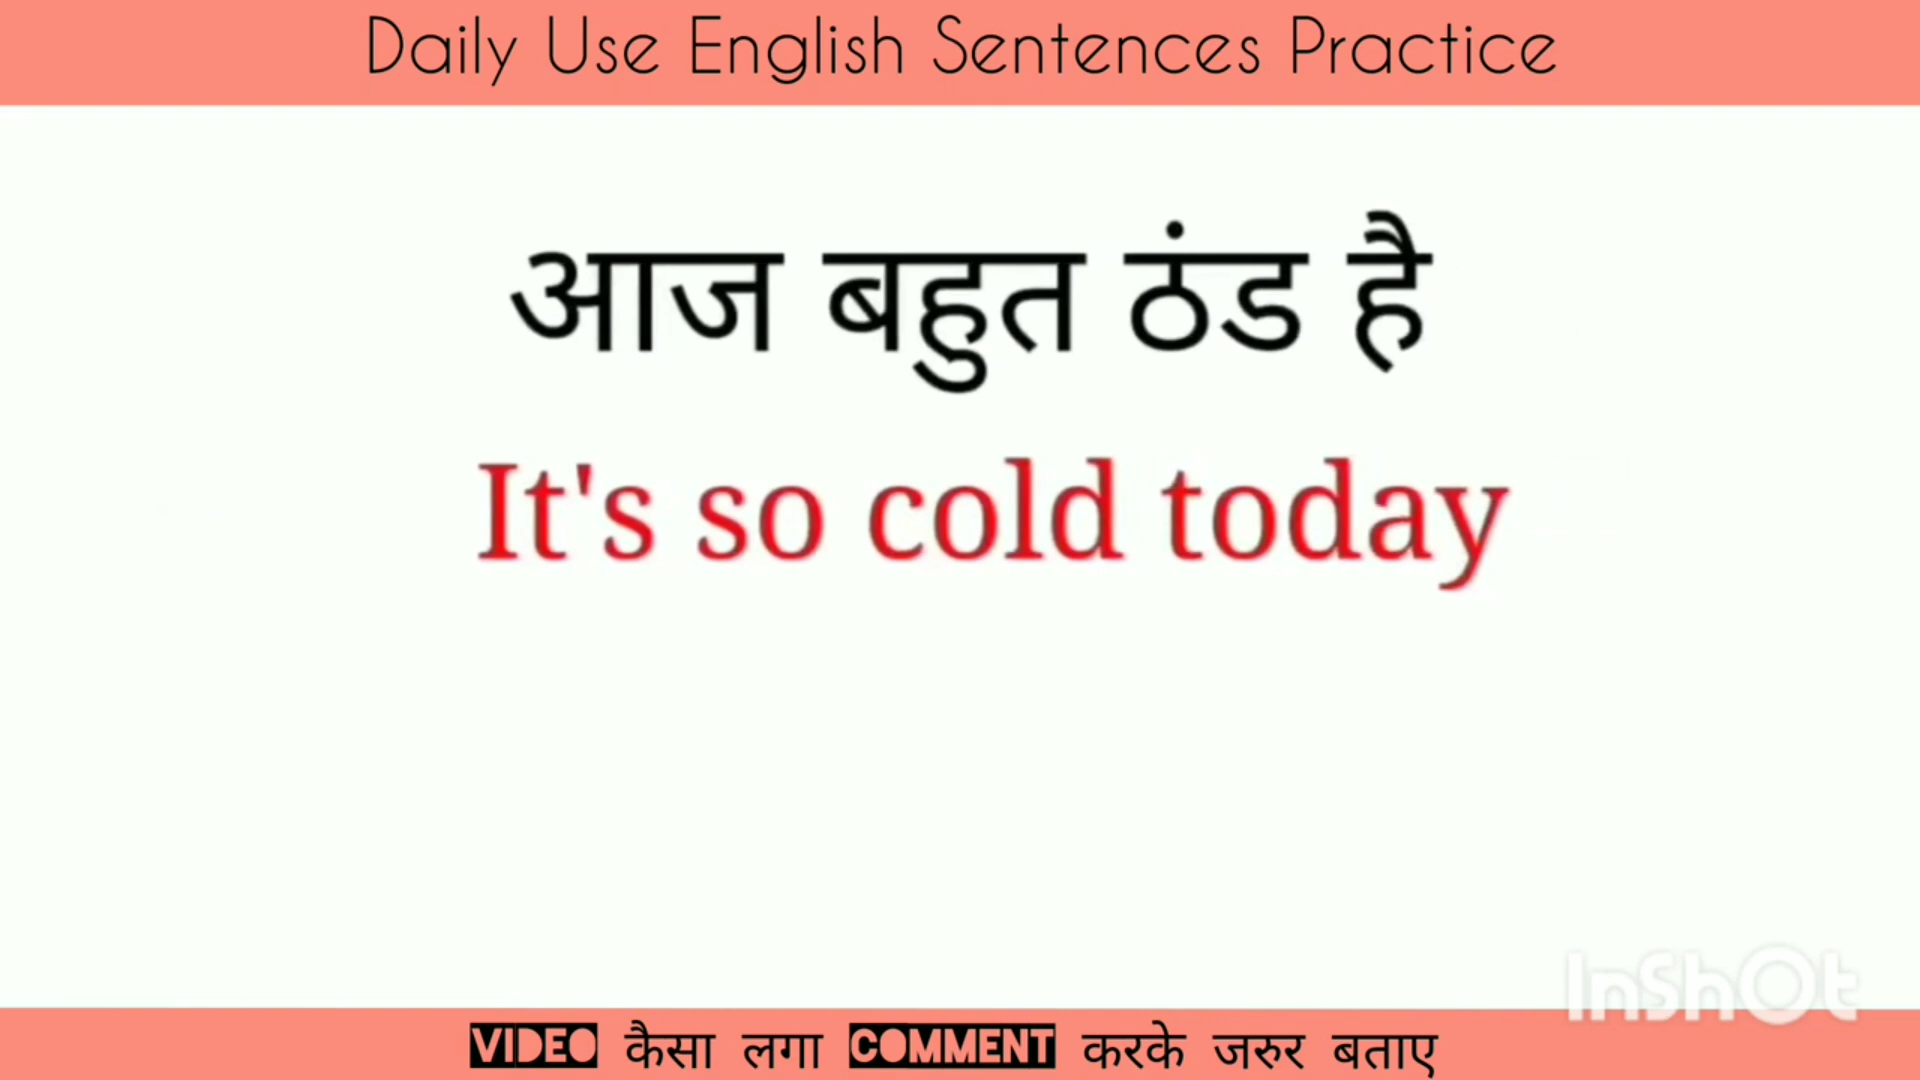 Daily Use English Sentences Practice
आज बहुत ठंड है
It's so cold today
InShOt
VIDEO कैसा लगा COMMENT करके जरुर बताए